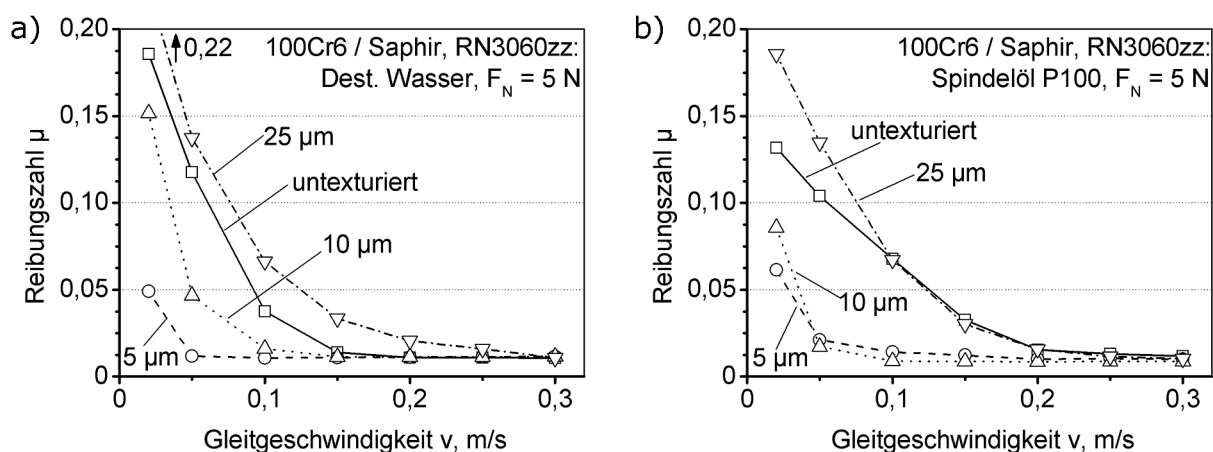 a)
Reibungszahl μ
0,20
0,15
0,10
0,05
0
0,22
100Cr6 / Saphir, RN3060zz:
Dest. Wasser, F_N = 5 N
25 μm
untexturiert
10 μm
5 μm
0
0,1
0,2
0,3
Gleitgeschwindigkeit v, m/s
b)
Reibungszahl μ
0,20
0,15
0,10
0,05
0
100Cr6 / Saphir, RN3060zz:
Spindelöl P100, F_N = 5 N
untexturiert
25 μm
10 μm
5 μm
0
0,1
0,2
0,3
Gleitgeschwindigkeit v, m/s